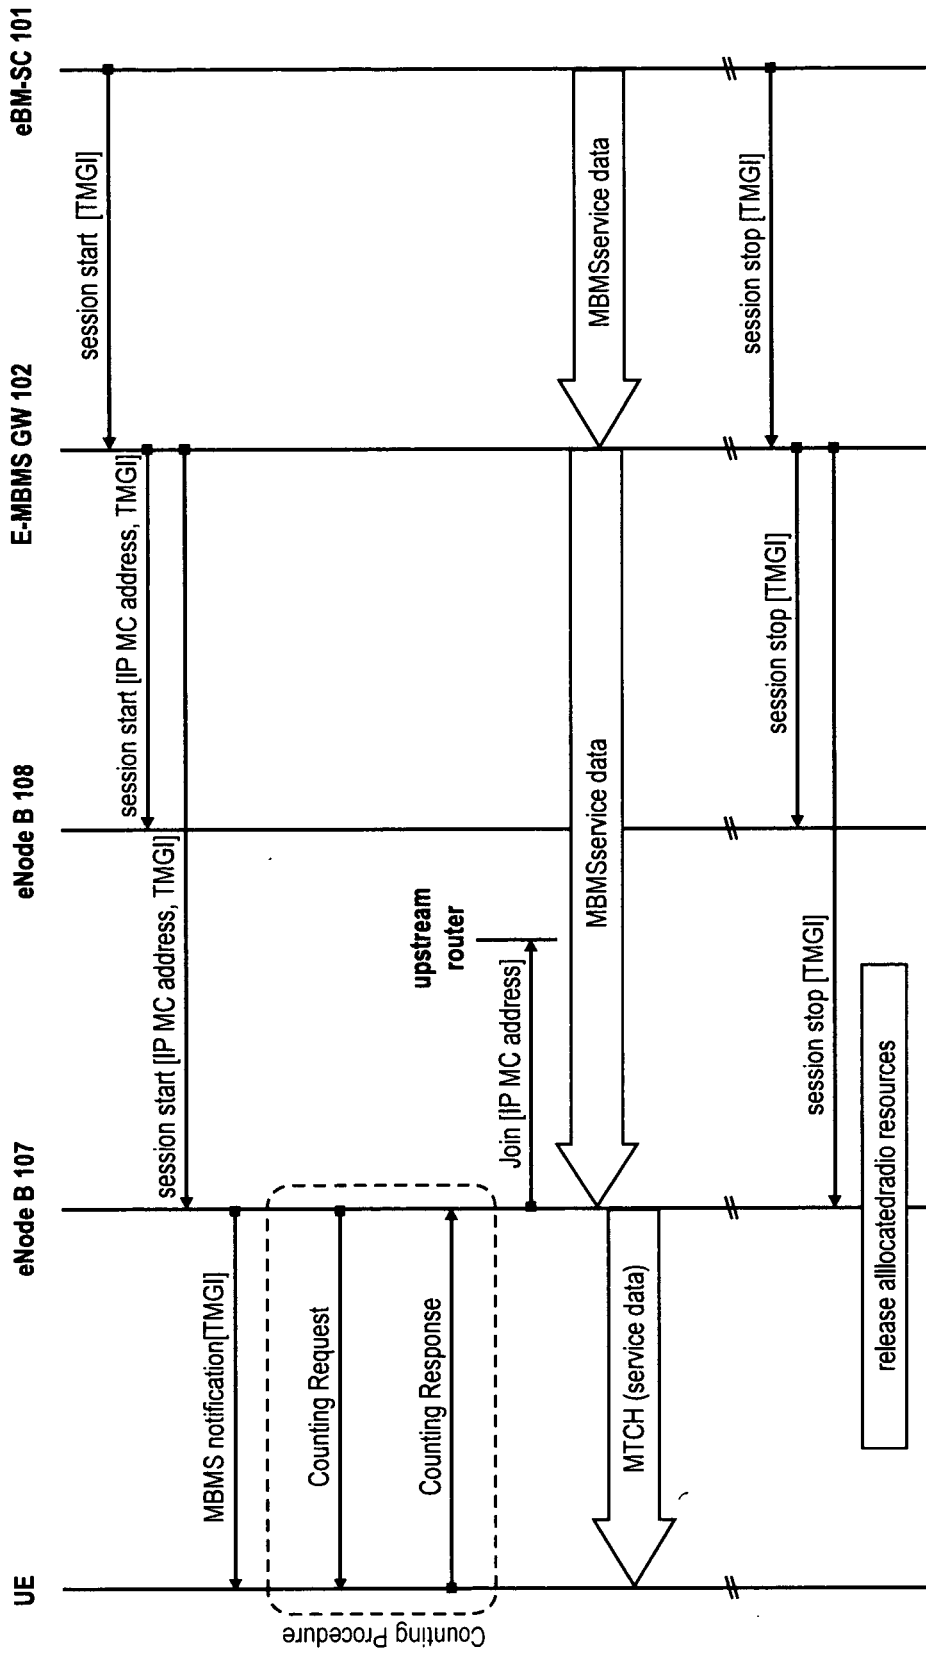 UE
eNode B 107
eNode B 108
E-MBMS GW 102
eBM-SC 101
session start [TMGI]
session start [IP MC address, TMGI]
session start [IP MC address, TMGI]
MBMS notification[TMGI]
Counting Procedure
Counting Request
Counting Response
upstream
router
Join [IP MC address]
MBMSservice data
MBMSservice data
MTCH (service data)
session stop [TMGI]
session stop [TMGI]
session stop [TMGI]
release alllocatedradio resources